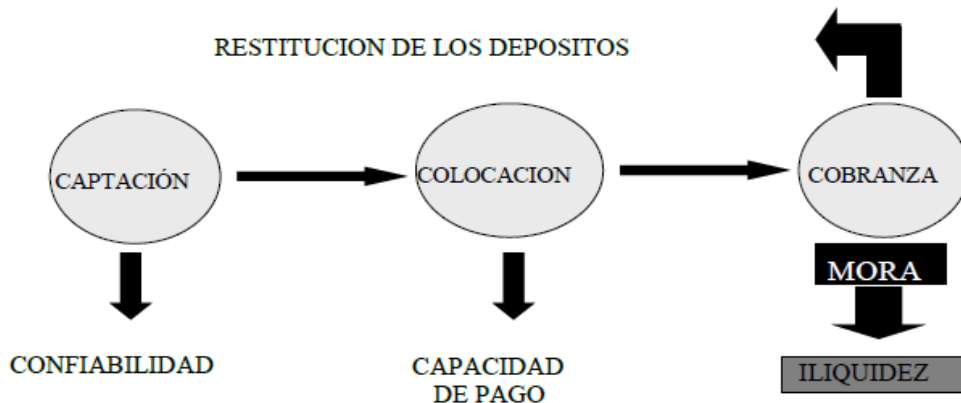 RESTITUCION DE LOS DEPOSITOS
CAPTACIÓN
COLOCACION
COBRANZA
MORA
CONFIABILIDAD
CAPACIDAD
DE PAGO
ILIQUIDEZ